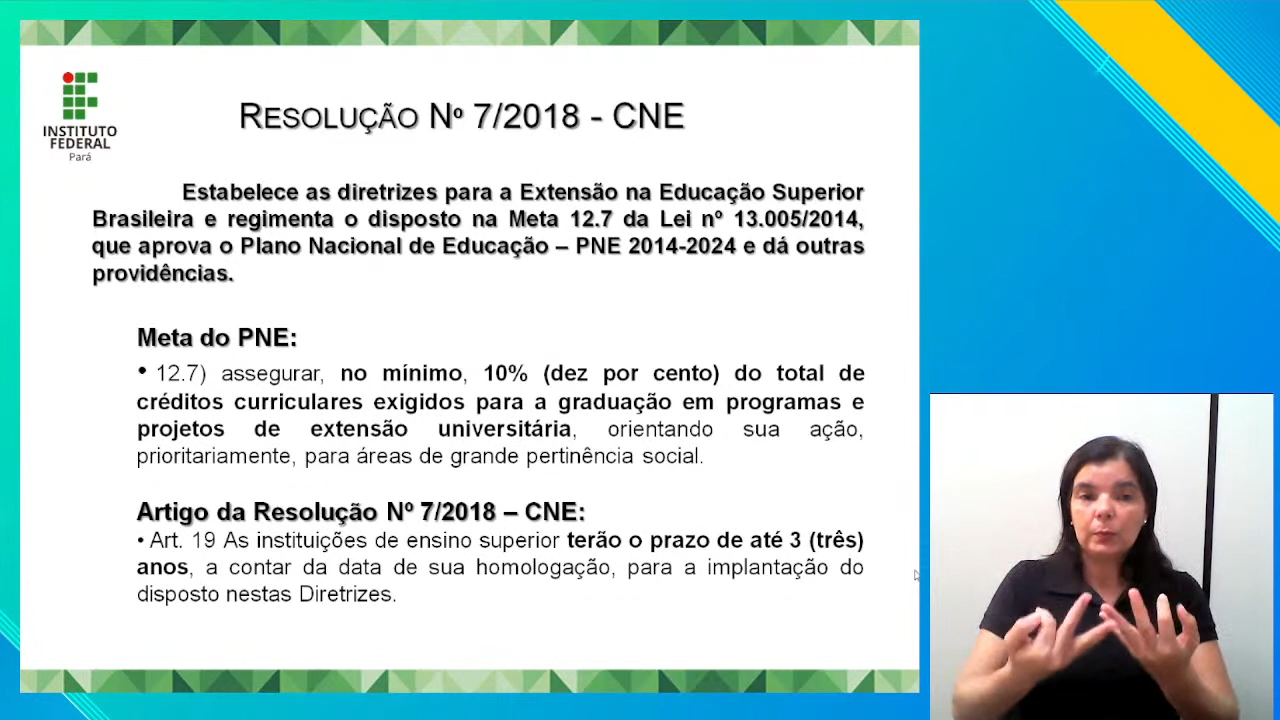 INSTITUTO
FEDERAL
Pará
RESOLUÇÃO Nº 7/2018 - CNE
Estabelece as diretrizes para a Extensão na Educação Superior
Brasileira e regimenta o disposto na Meta 12.7 da Lei nº 13.005/2014,
que aprova o Plano Nacional de Educação – PNE 2014-2024 e dá outras
providências.
Meta do PNE:
• 12.7) assegurar, no mínimo, 10% (dez por cento) do total de
créditos curriculares exigidos para a graduação em programas e
projetos de extensão universitária, orientando sua ação,
prioritariamente, para áreas de grande pertinência social.
Artigo da Resolução Nº 7/2018 – CNE:
• Art. 19 As instituições de ensino superior terão o prazo de até 3 (três)
anos, a contar da data de sua homologação, para a implantação do
disposto nestas Diretrizes.